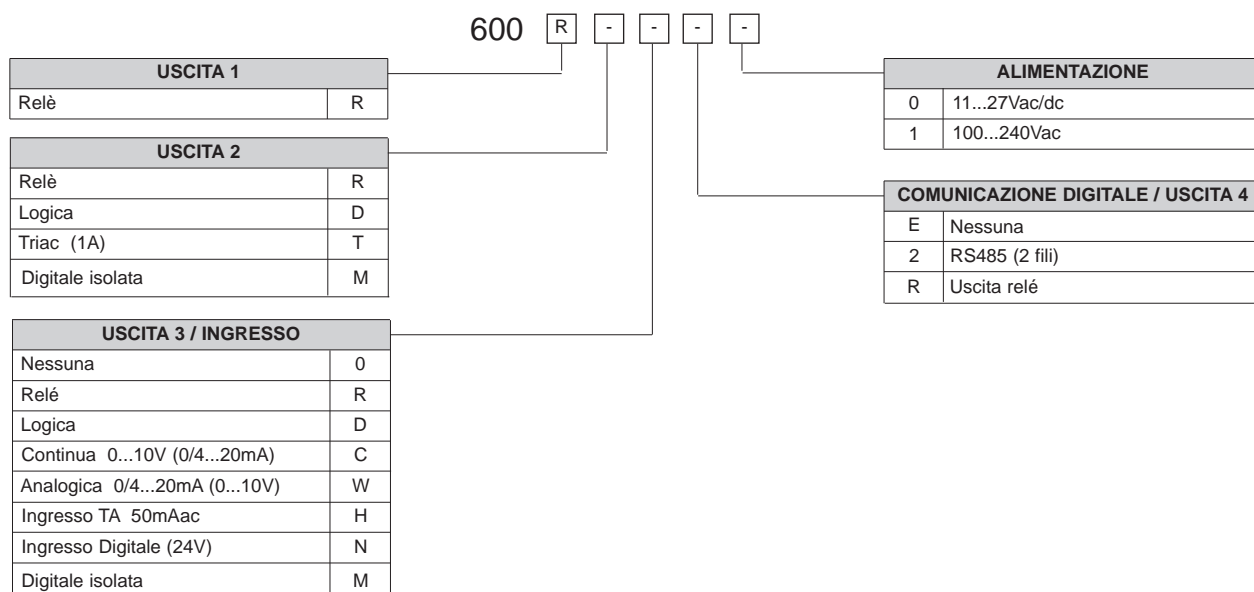 600 R - - - -
USCITA 1
Relè R
USCITA 2
Relè R
Logica D
Triac (1A) T
Digitale isolata M
USCITA 3 / INGRESSO
Nessuna 0
Relé R
Logica D
Continua 0...10V (0/4...20mA) C
Analogica 0/4...20mA (0...10V) W
Ingresso TA 50mAac H
Ingresso Digitale (24V) N
Digitale isolata M
ALIMENTAZIONE
0 11...27Vac/dc
1 100...240Vac
COMUNICAZIONE DIGITALE / USCITA 4
E Nessuna
2 RS485 (2 fili)
R Uscita relé